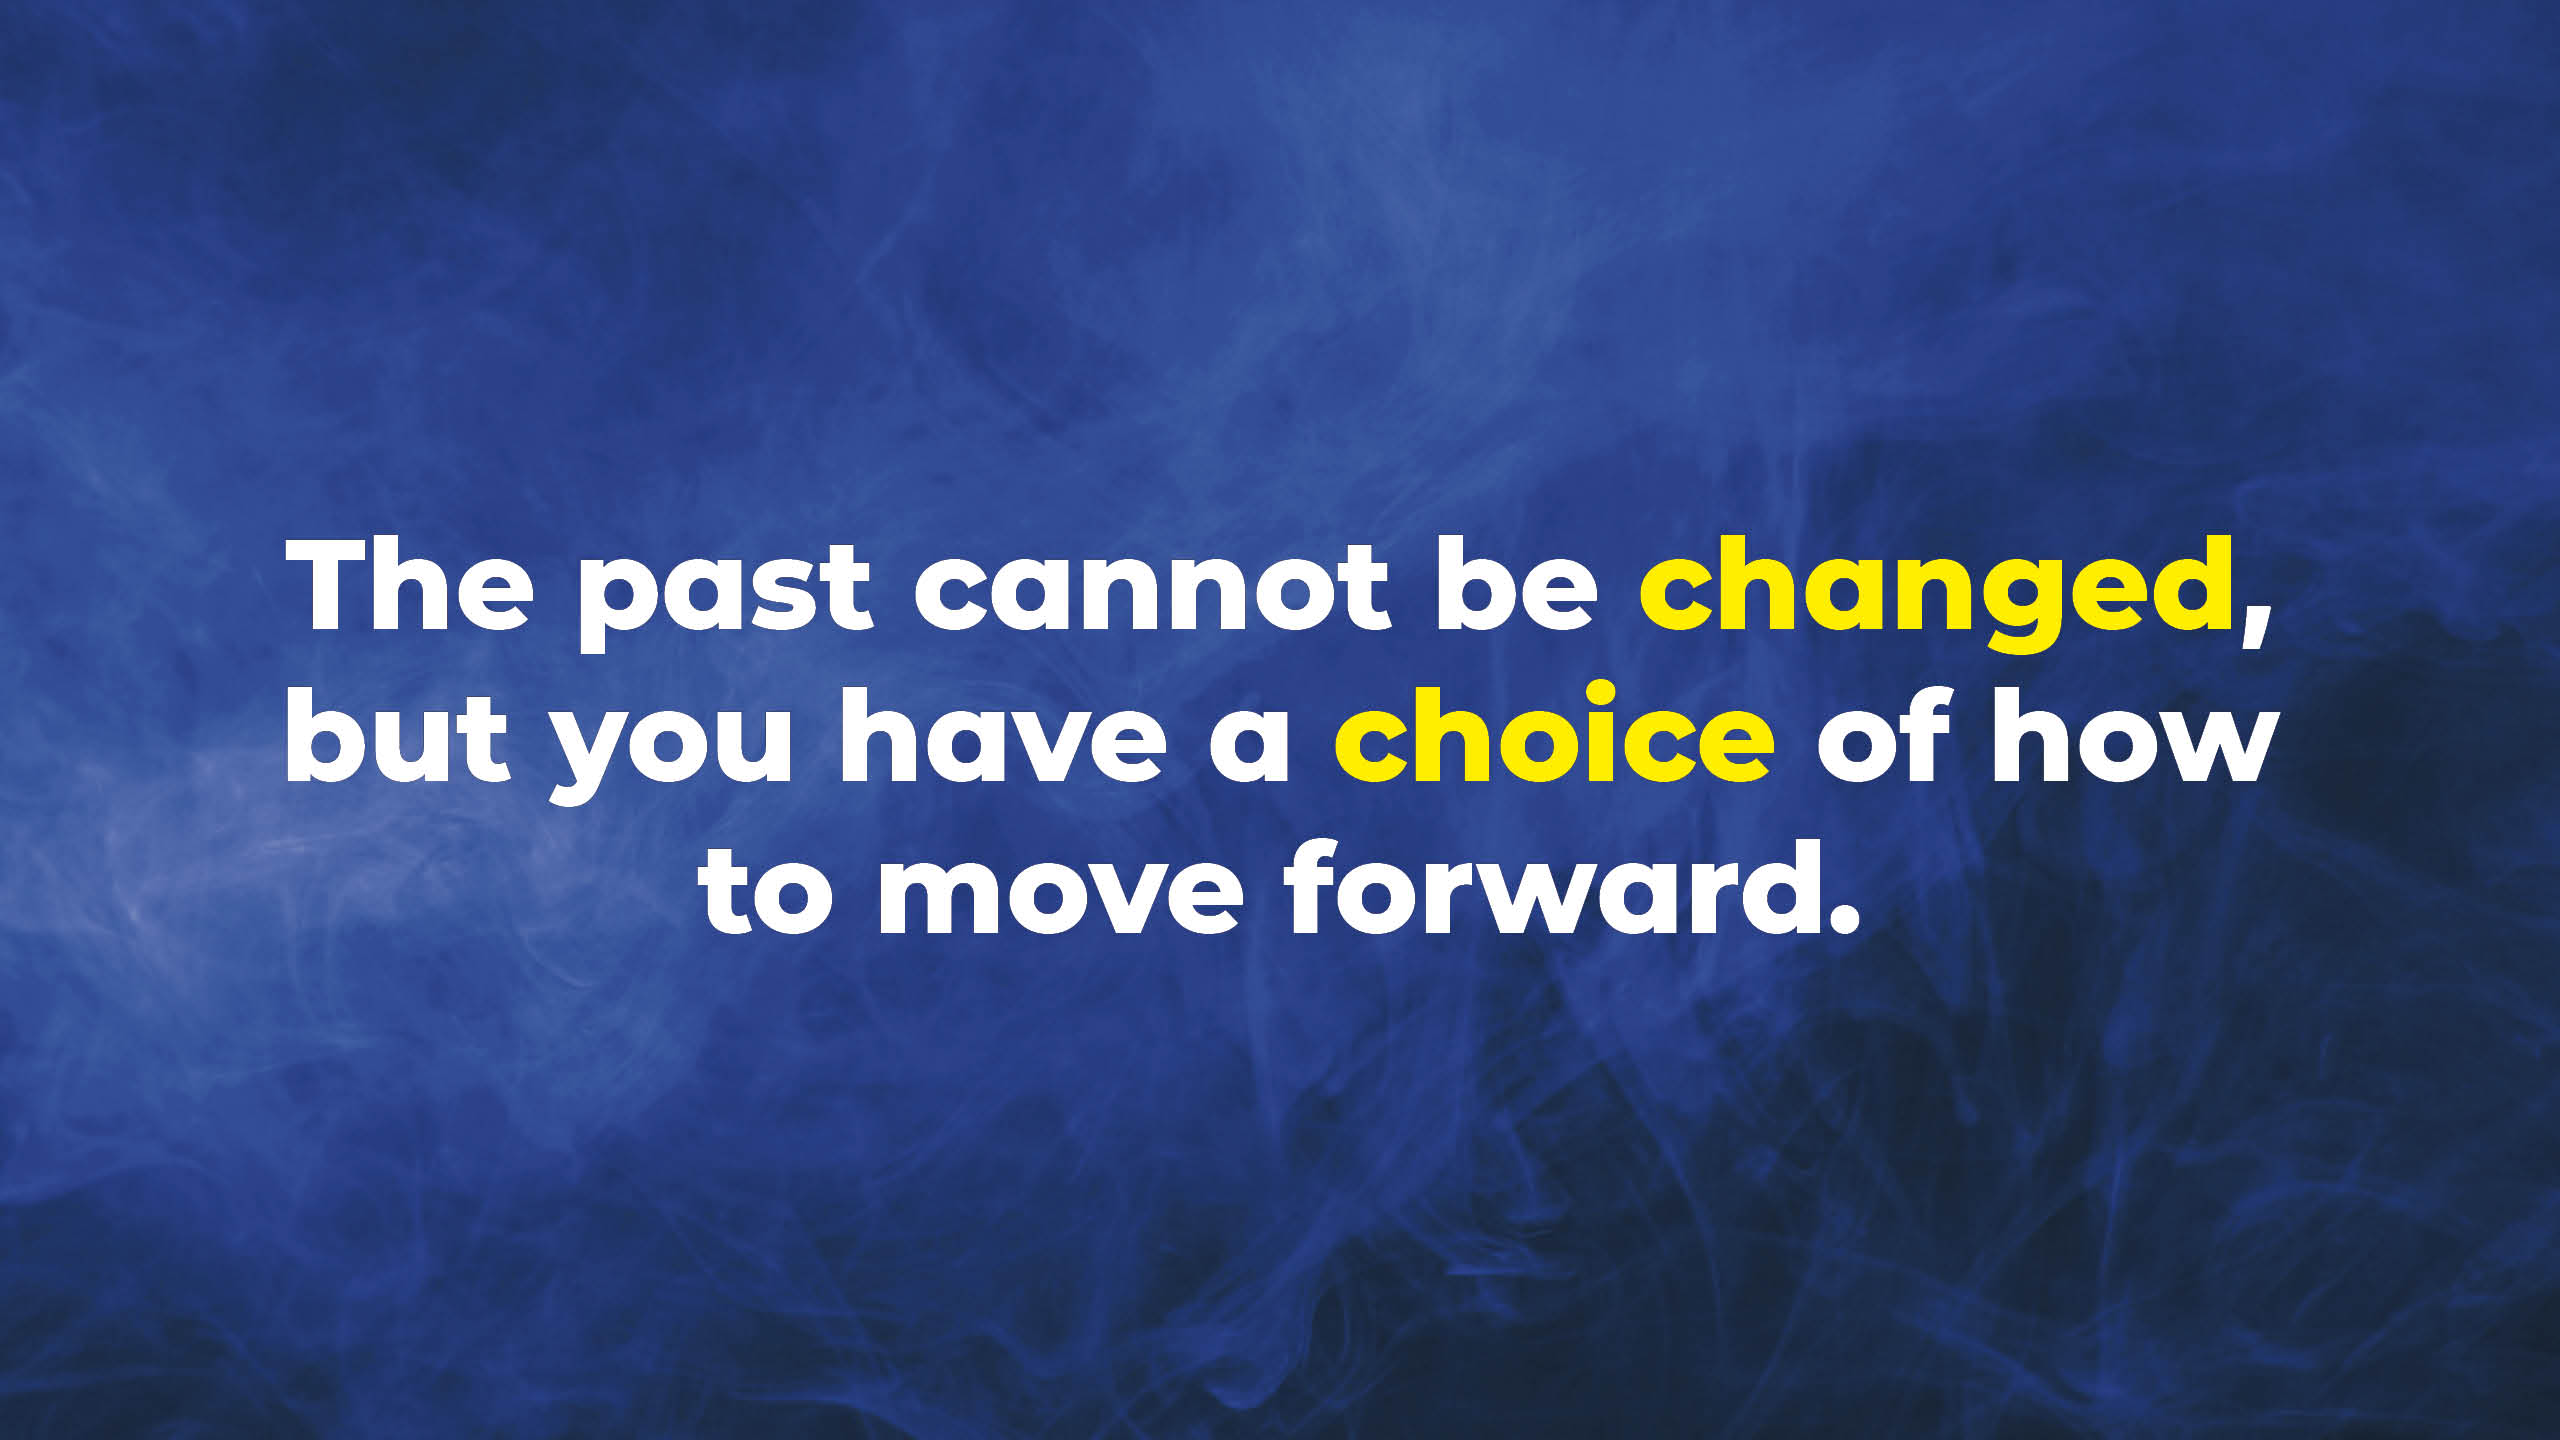 The past cannot be changed,
but you have a choice of how
to move forward.